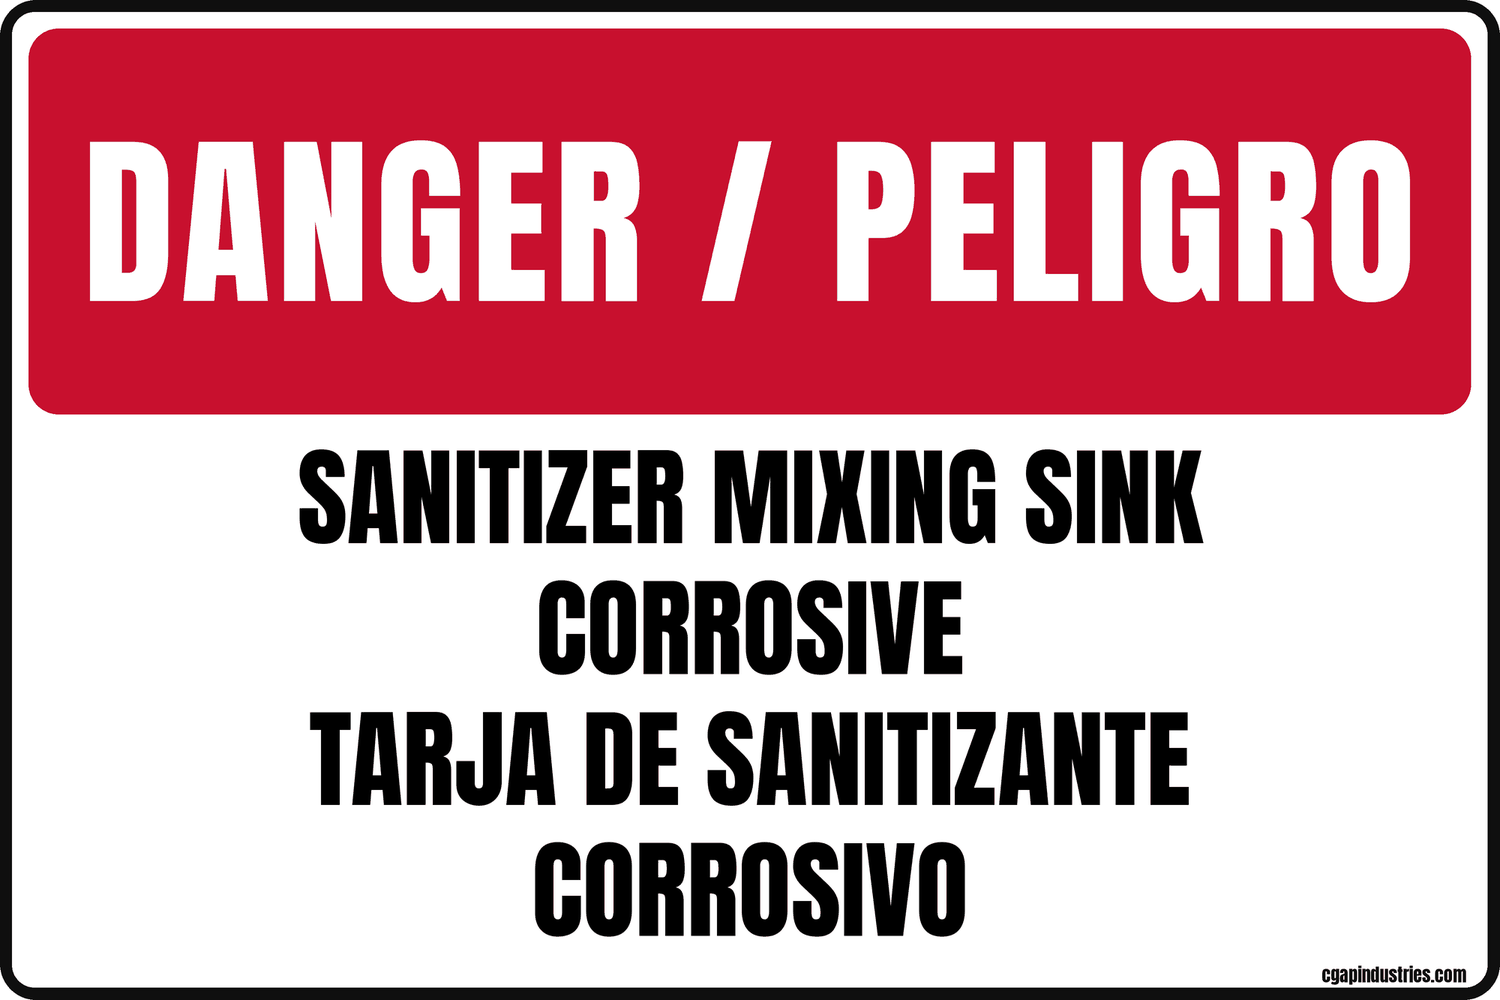 DANGER / PELIGRO
SANITIZER MIXING SINK
CORROSIVE
TARJA DE SANITIZANTE
CORROSIVO
cgapindustries.com